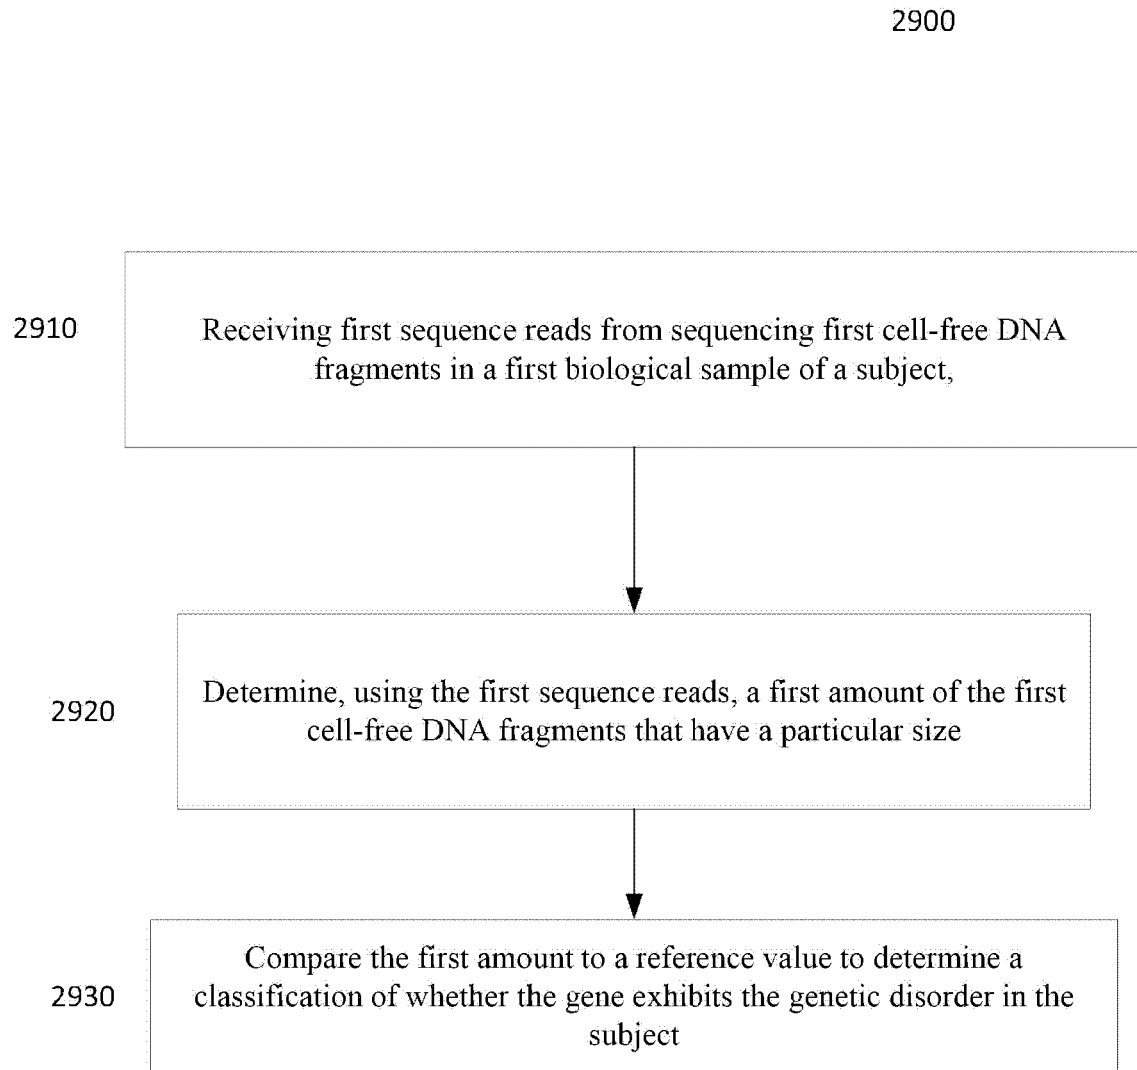 2900
2910
Receiving first sequence reads from sequencing first cell-free DNA
fragments in a first biological sample of a subject,
2920
Determine, using the first sequence reads, a first amount of the first
cell-free DNA fragments that have a particular size
2930
Compare the first amount to a reference value to determine a
classification of whether the gene exhibits the genetic disorder in the
subject